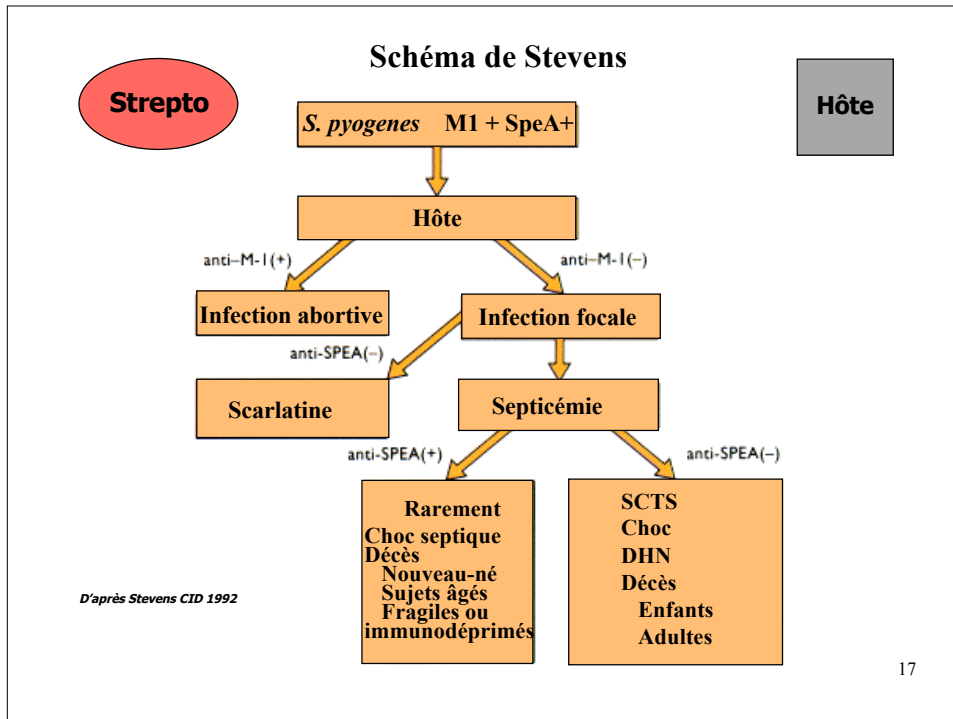 Schéma de Stevens
Strepto
Hôte
S. pyogenes M1 + SpeA+
Hôte
anti–M-1(+)
anti–M-1(–)
Infection abortive
Infection focale
anti-SPEA(–)
Scarlatine
Septicémie
anti-SPEA(+)
anti-SPEA(–)
Rarement
Choc septique
Décès
Nouveau-né
Sujets âgés
Fragiles ou
immunodéprimés
SCTS
Choc
DHN
Décès
Enfants
Adultes
D'après Stevens CID 1992
17